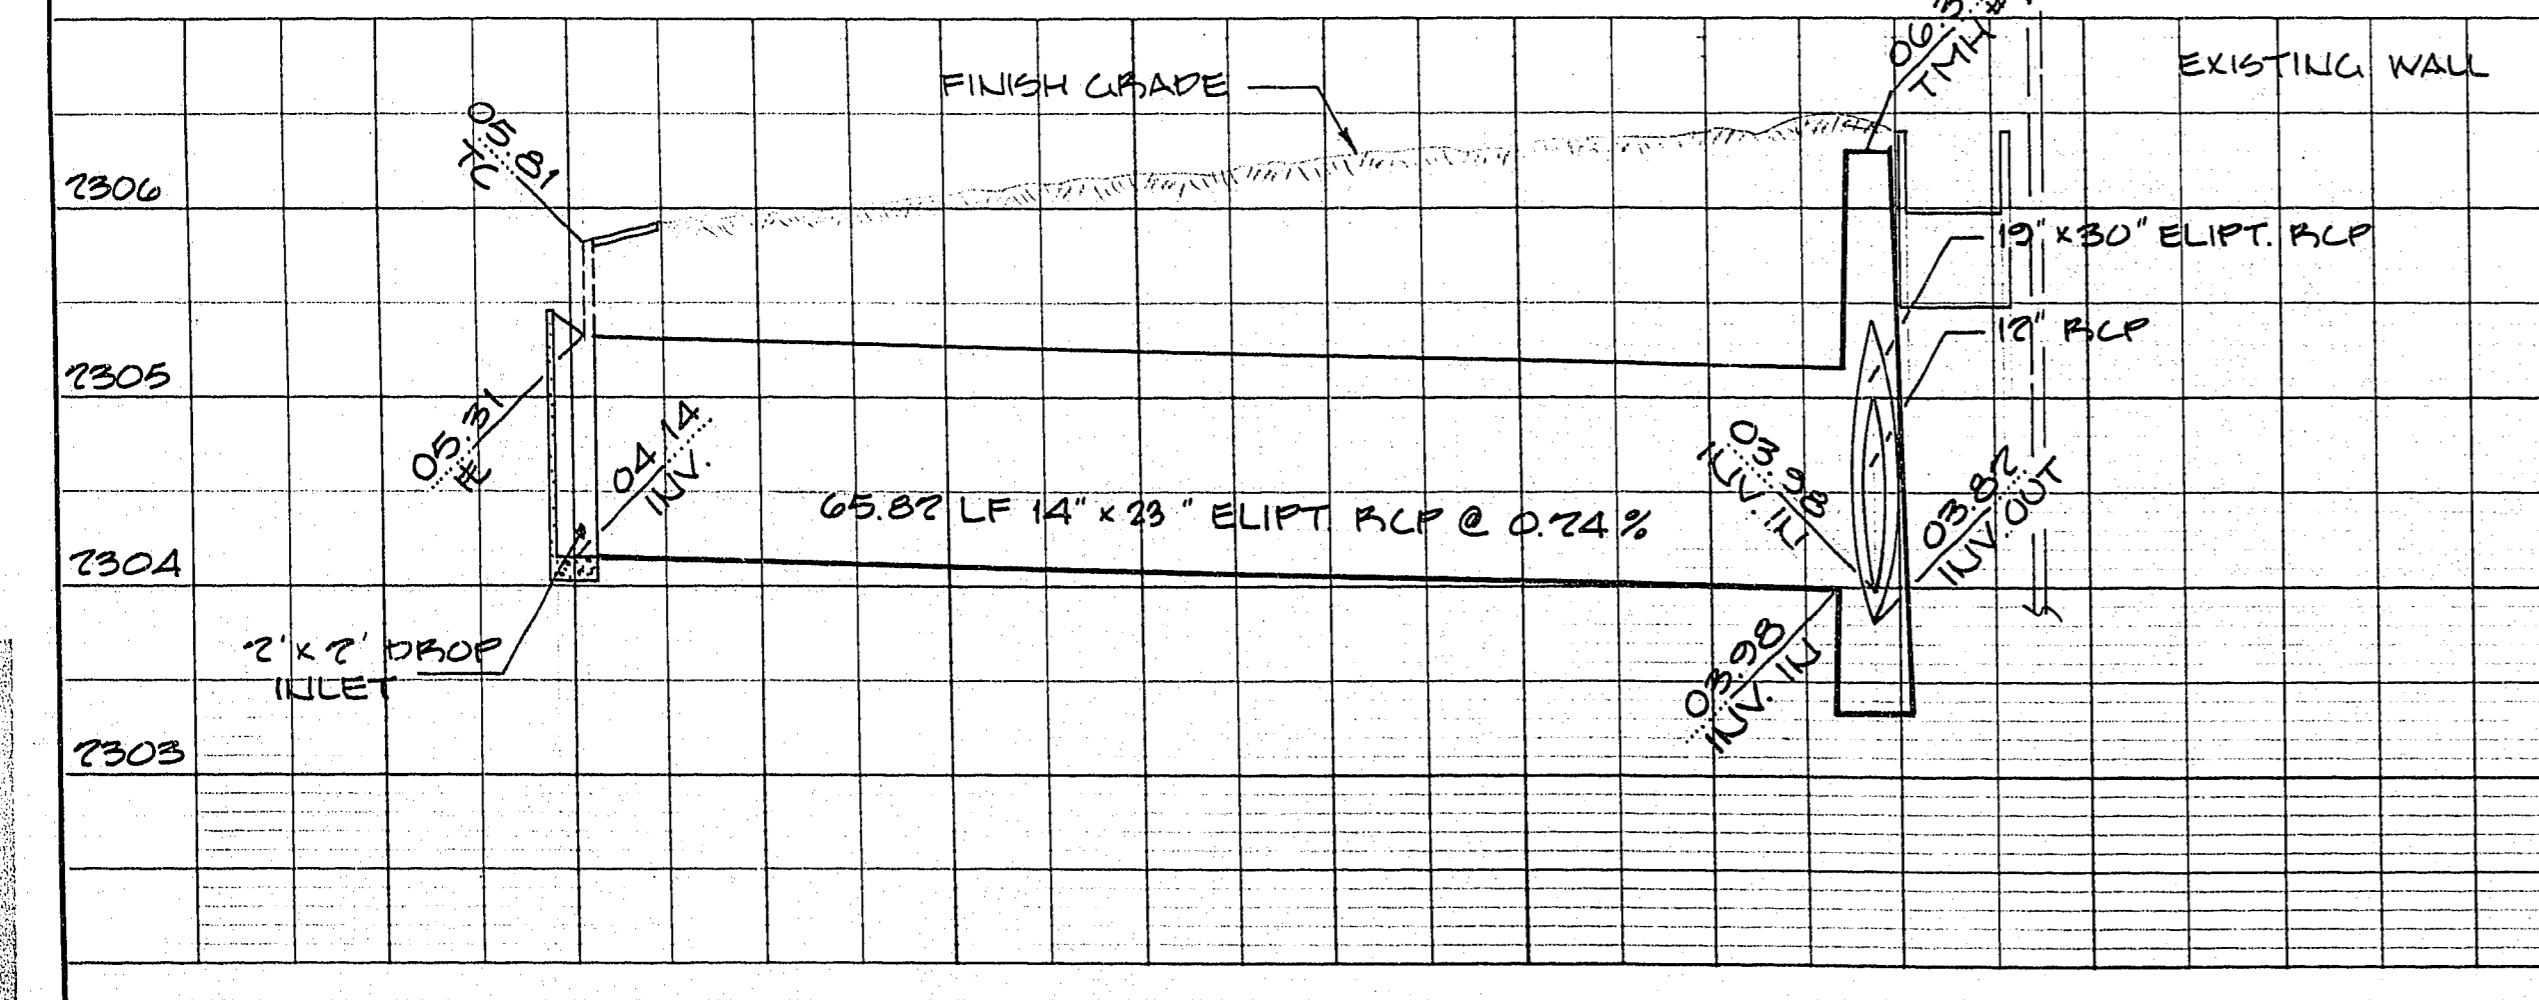 EXISTING WALL
FINISH GRADE
TMH #
05.81
TC
2306
19" x 30" ELIPT. RCP
12" RCP
2305
05.31
04.14
INV.
03.98
INV. IN
03.82
INV. OUT
65.82 LF 14" x 23" ELIPT. RCP @ 0.24 %
2304
2' x 2' DROP
INLET
03.98
INV. IN
2303